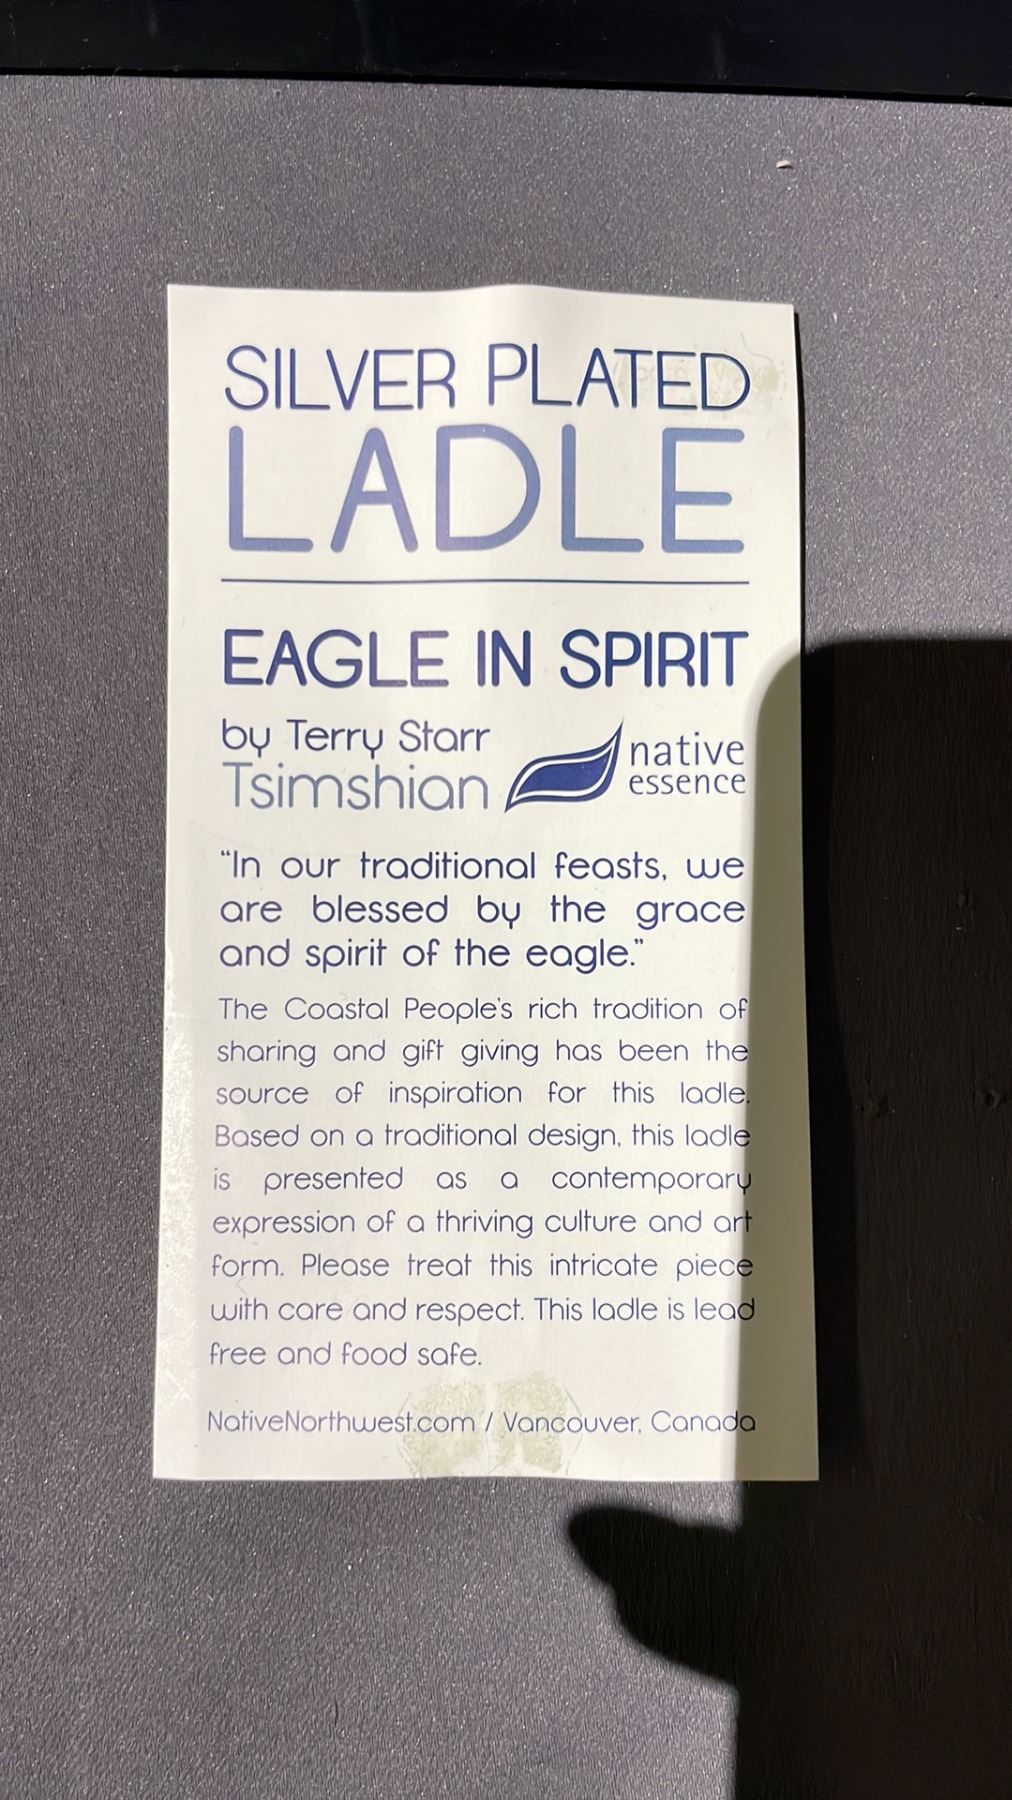 SILVER PLATED
LADLE
EAGLE IN SPIRIT
by Terry Starr
Tsimshian
native
essence
“In our traditional feasts, we
are blessed by the grace
and spirit of the eagle.”
The Coastal People's rich tradition of
sharing and gift giving has been the
source of inspiration for this ladle.
Based on a traditional design, this ladle
is presented as a contemporary
expression of a thriving culture and art
form. Please treat this intricate piece
with care and respect. This ladle is lead
free and food safe.
NativeNorthwest.com / Vancouver, Canada